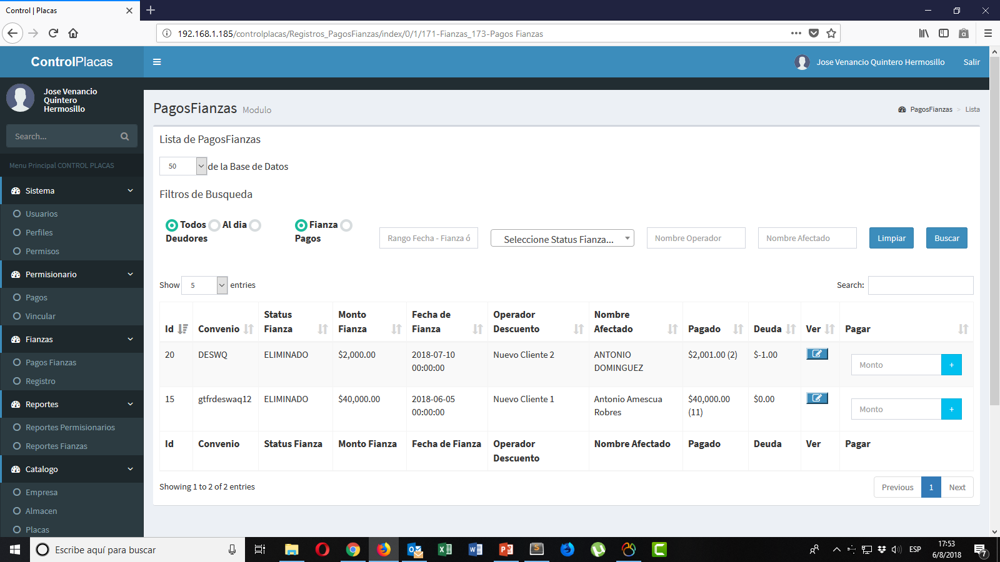 Control | Placas
192.168.1.185/controlplacas/Registros_PagosFianzas/index/0/1/171-Fianzas_173-Pagos Fianzas
ControlPlacas
Jose Venancio Quintero Hermosillo
Salir
Jose Venancio
Quintero
Hermosillo
Search...
Menu Principal CONTROL PLACAS
Sistema
Usuarios
Perfiles
Permisos
Permisionario
Pagos
Vincular
Fianzas
Pagos Fianzas
Registro
Reportes
Reportes Permisionarios
Reportes Fianzas
Catalogo
Empresa
Almacen
Placas
PagosFianzas Modulo
PagosFianzas > Lista
Lista de PagosFianzas
50 de la Base de Datos
Filtros de Busqueda
Todos Al dia
Deudores
Fianza
Pagos
Rango Fecha - Fianza ó
Seleccione Status Fianza...
Nombre Operador
Nombre Afectado
Limpiar
Buscar
Show 5 entries
Search:
Id Convenio Status Fianza Monto Fianza Fecha de Fianza Operador Descuento Nombre Afectado Pagado Deuda Ver Pagar
20 DESWQ ELIMINADO $2,000.00 2018-07-10 00:00:00 Nuevo Cliente 2 ANTONIO DOMINGUEZ $2,001.00 (2) $-1.00 Monto +
15 gtfrdeswaq12 ELIMINADO $40,000.00 2018-06-05 00:00:00 Nuevo Cliente 1 Antonio Amescua Robres $40,000.00 (11) $0.00 Monto +
Id Convenio Status Fianza Monto Fianza Fecha de Fianza Operador Descuento Nombre Afectado Pagado Deuda Ver Pagar
Showing 1 to 2 of 2 entries
Previous 1 Next
Escribe aquí para buscar
ESP
17:53
6/8/2018
7